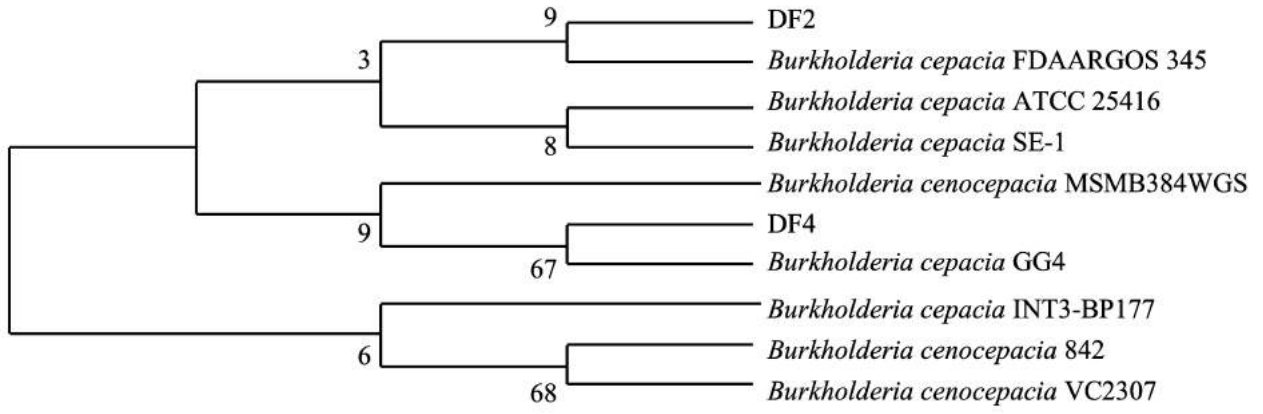 9
DF2
3
Burkholderia cepacia FDAARGOS 345
Burkholderia cepacia ATCC 25416
8
Burkholderia cepacia SE-1
Burkholderia cenocepacia MSMB384WGS
9
DF4
67
Burkholderia cepacia GG4
Burkholderia cepacia INT3-BP177
6
Burkholderia cenocepacia 842
68
Burkholderia cenocepacia VC2307